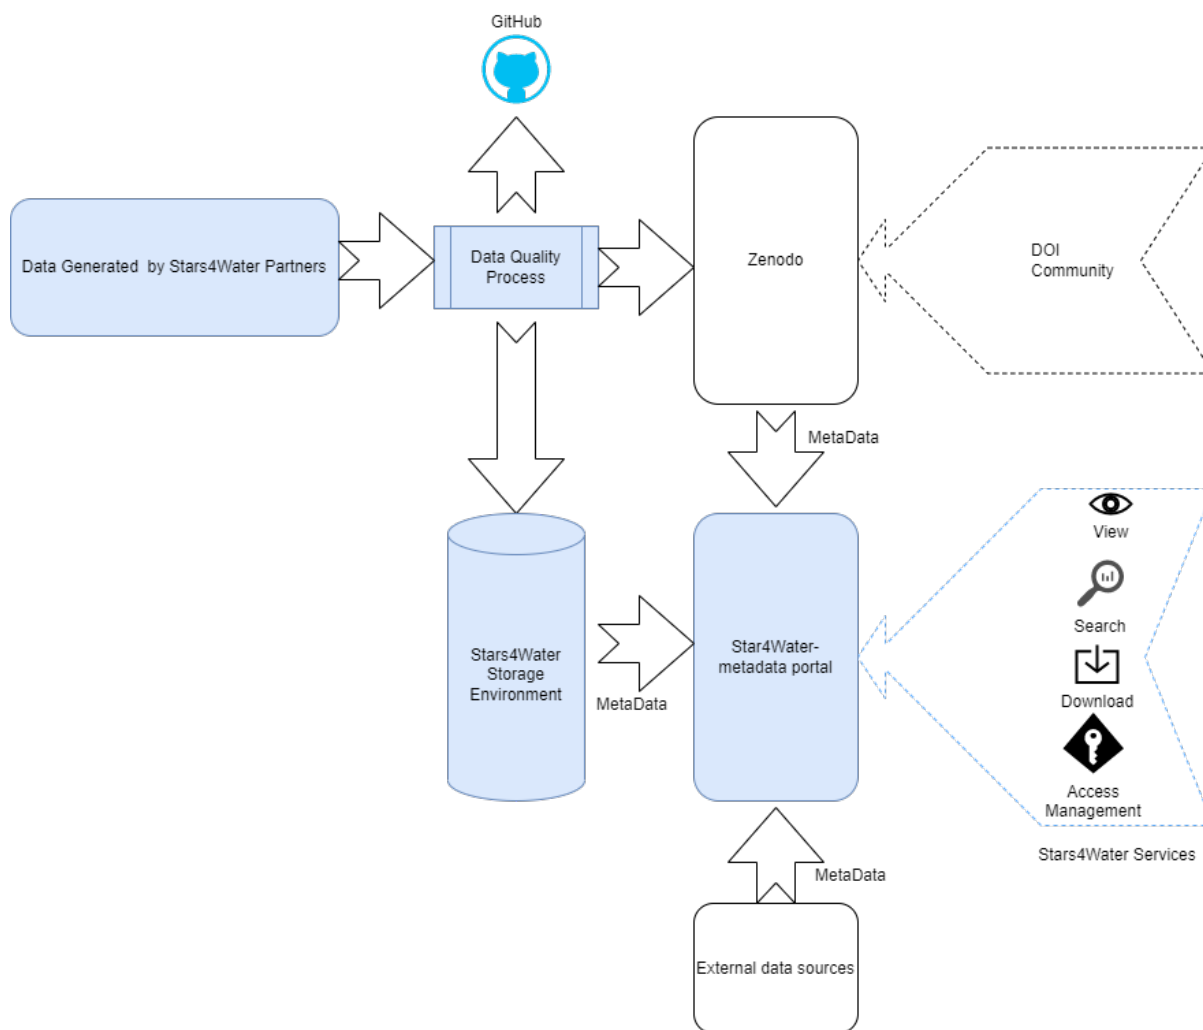 GitHub
Data Generated  by Stars4Water Partners
Data Quality
Process
Zenodo
DOI
Community
MetaData
View
Search
Download
Access
Management
Stars4Water Services
Stars4Water
Storage
Environment
MetaData
Star4Water-
metadata portal
MetaData
External data sources